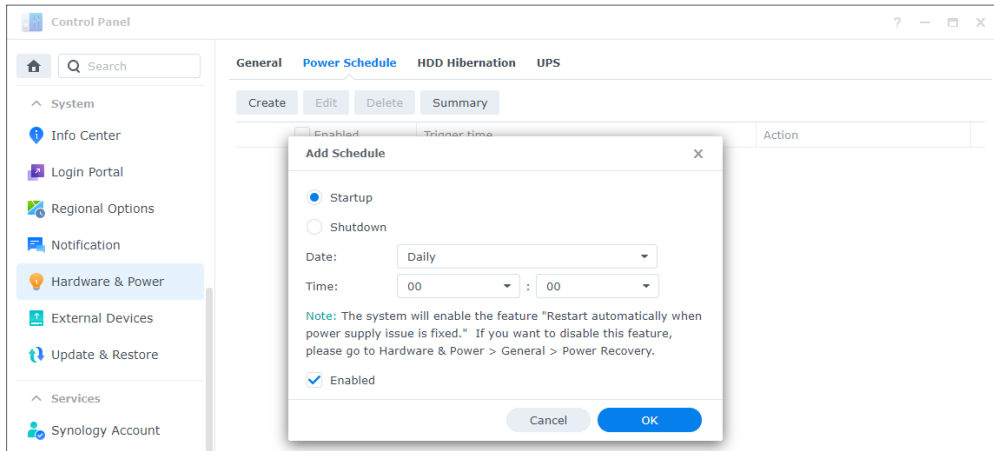 Control Panel
Search
General Power Schedule HDD Hibernation UPS
Create Edit Delete Summary
Enabled Trigger time Action
System
Info Center
Login Portal
Regional Options
Notification
Hardware & Power
External Devices
Update & Restore
Services
Synology Account
Add Schedule
Startup
Shutdown
Date: Daily
Time: 00 : 00
Note: The system will enable the feature "Restart automatically when
power supply issue is fixed." If you want to disable this feature,
please go to Hardware & Power > General > Power Recovery.
Enabled
Cancel OK